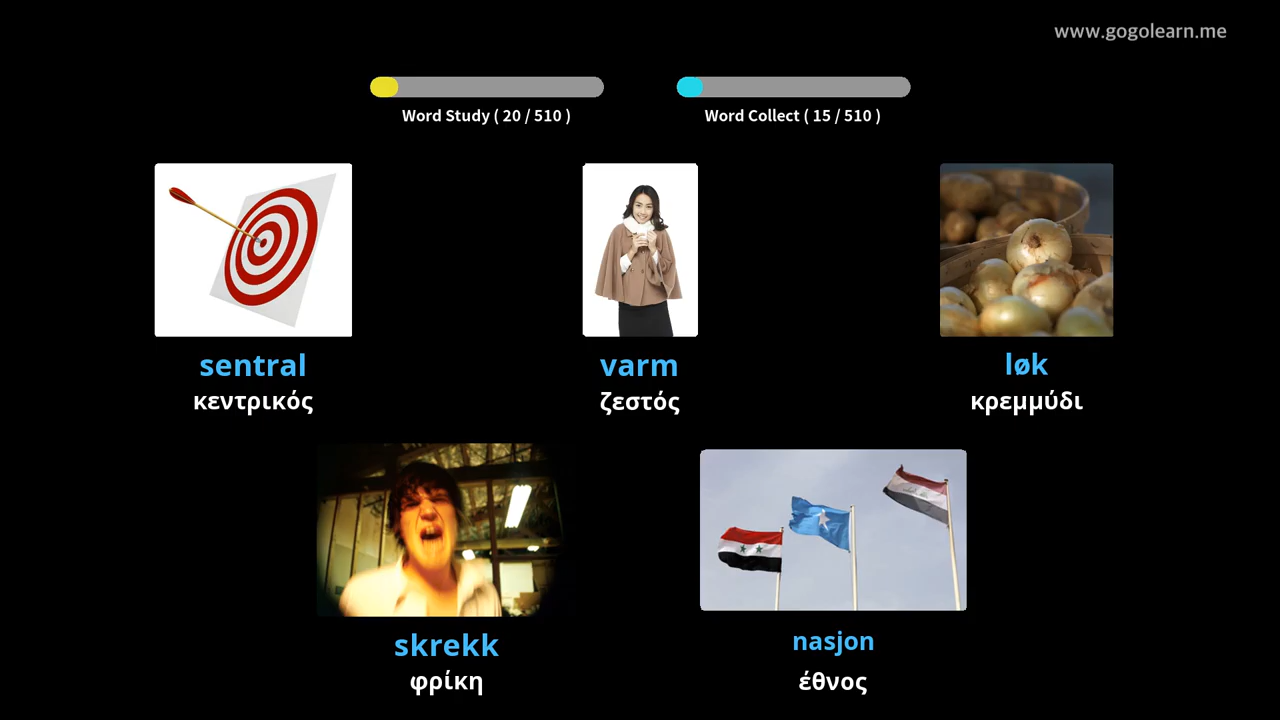 www.gogolearn.me
Word Study ( 20 / 510 )
Word Collect ( 15 / 510 )
sentral
κεντρικός
varm
ζεστός
løk
κρεμμύδι
skrekk
φρίκη
nasjon
έθνος